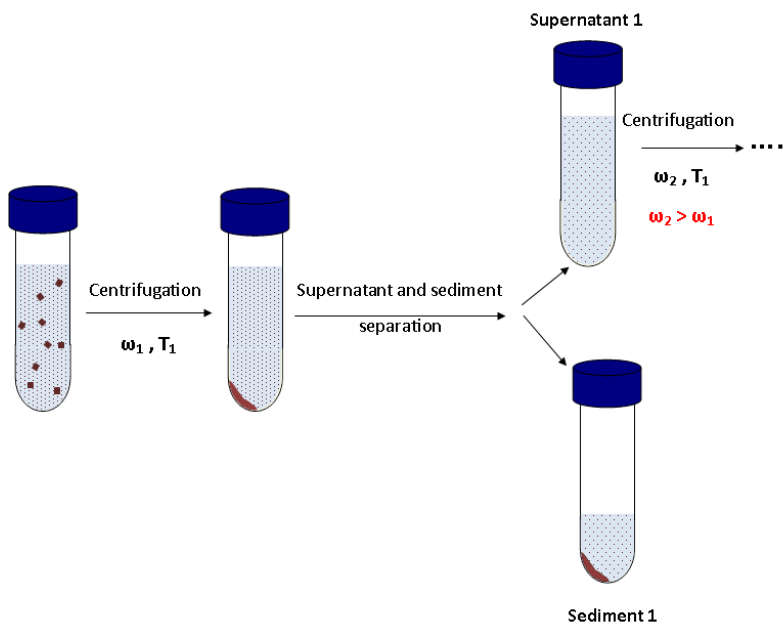 Supernatant 1
Centrifugation
ω₂ , T₁
ω₂ > ω₁
....
Centrifugation
ω₁ , T₁
Supernatant and sediment
separation
Sediment 1